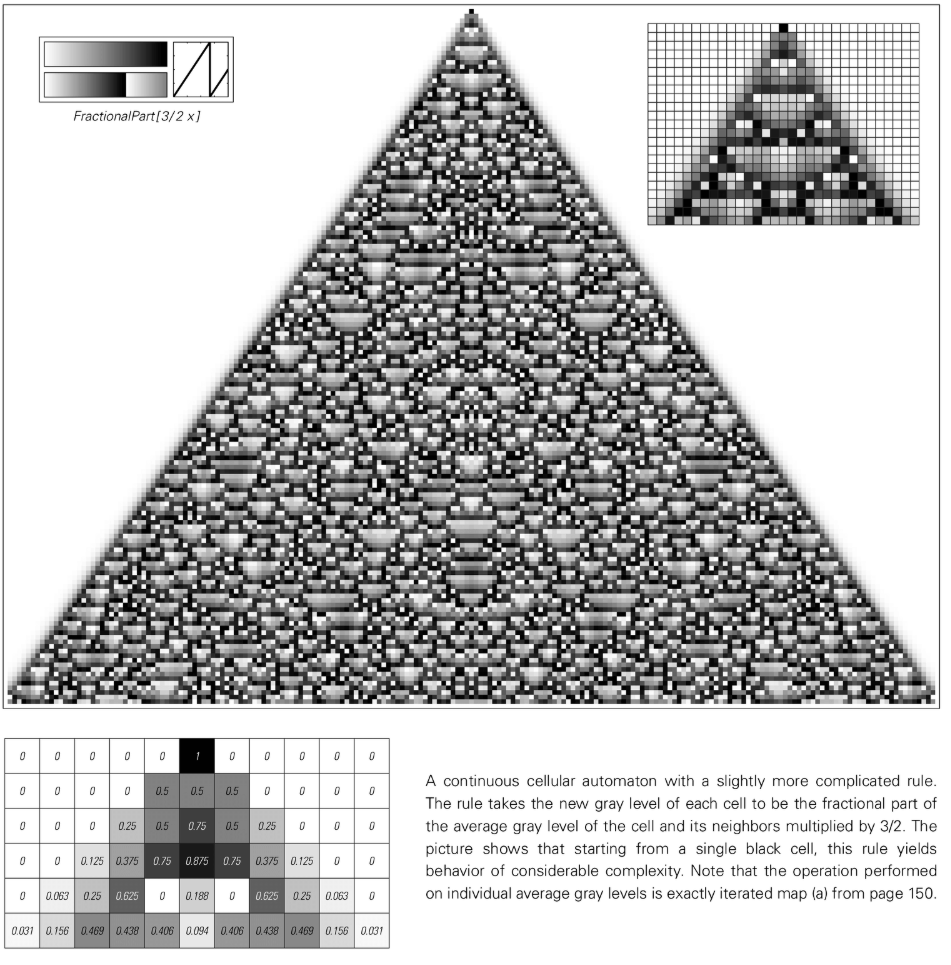 FractionalPart[3/2 x]
0 0 0 0 0 1 0 0 0 0 0
0 0 0 0 0.5 0.5 0.5 0 0 0 0
0 0 0 0.25 0.5 0.75 0.5 0.25 0 0 0
0 0 0.125 0.375 0.75 0.875 0.75 0.375 0.125 0 0
0 0.063 0.25 0.625 0 0.188 0 0.625 0.25 0.063 0
0.031 0.156 0.469 0.438 0.406 0.094 0.406 0.438 0.469 0.156 0.031
A continuous cellular automaton with a slightly more complicated rule.
The rule takes the new gray level of each cell to be the fractional part of
the average gray level of the cell and its neighbors multiplied by 3/2. The
picture shows that starting from a single black cell, this rule yields
behavior of considerable complexity. Note that the operation performed
on individual average gray levels is exactly iterated map (a) from page 150.